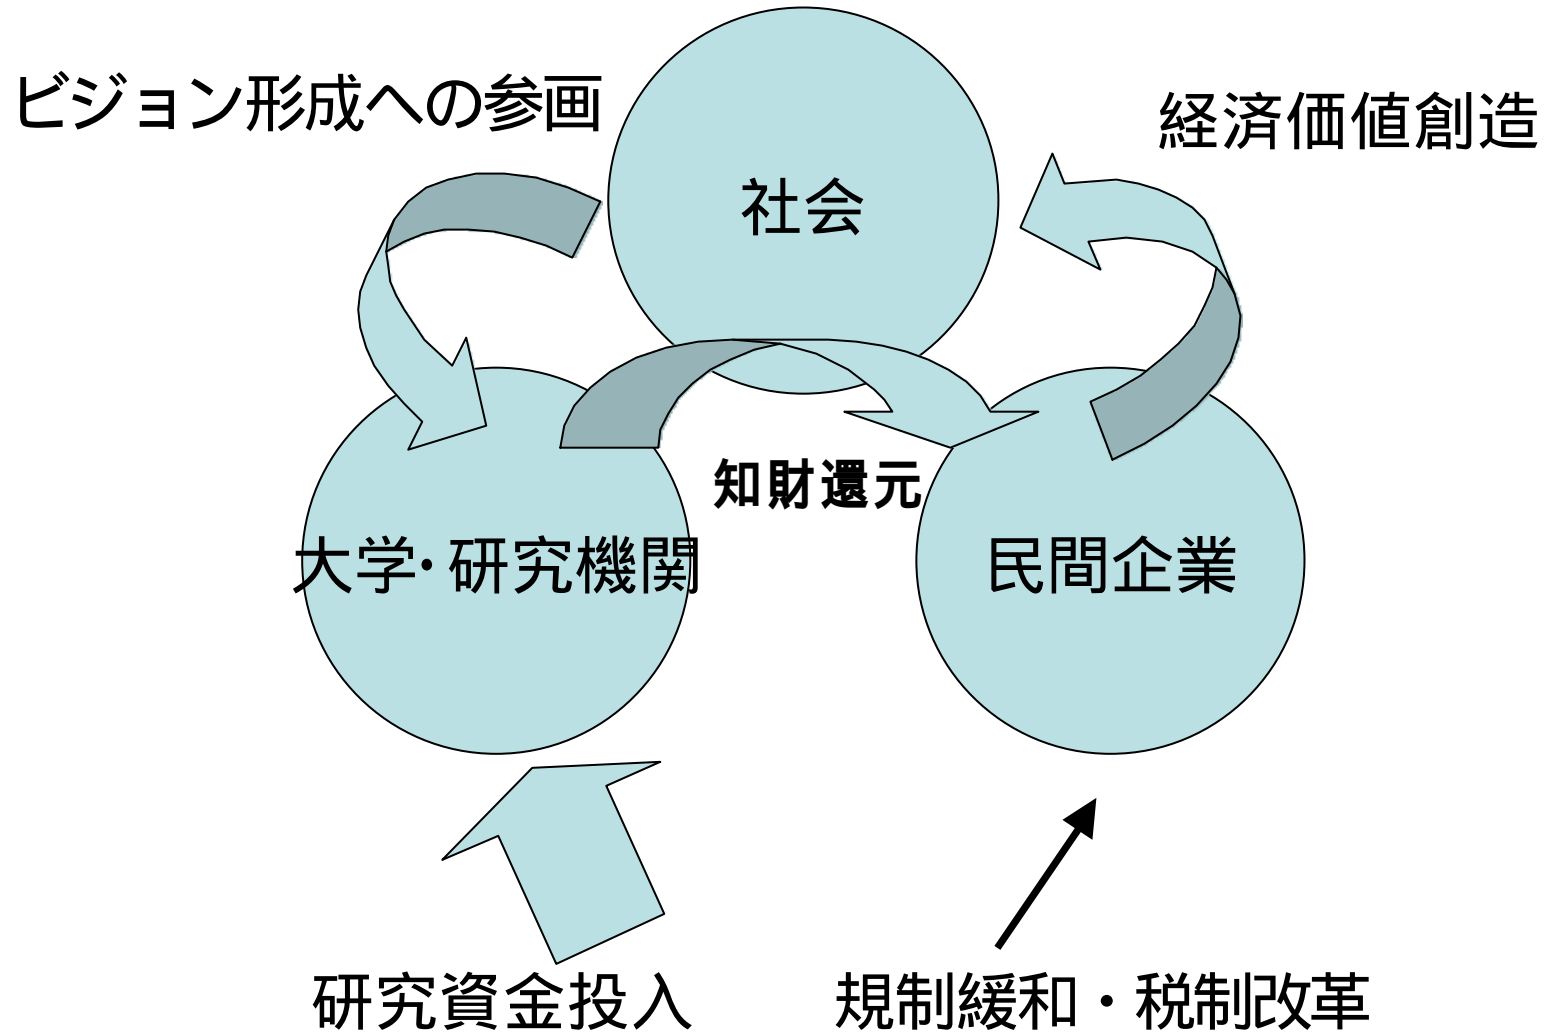 ビジョン形成への参画
経済価値創造
社会
知財還元
大学・研究機関
民間企業
研究資金投入
規制緩和・税制改革